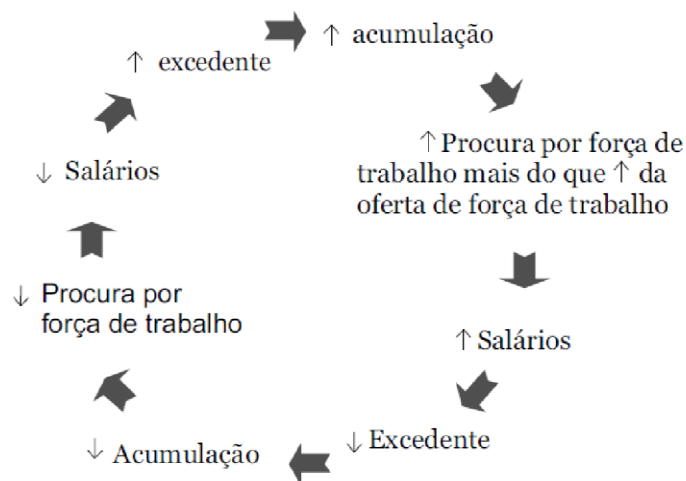 ↑ excedente
↑ acumulação
↑ Procura por força de
trabalho mais do que ↑ da
oferta de força de trabalho
↑ Salários
↓ Excedente
↓ Acumulação
↓ Procura por
força de trabalho
↓ Salários